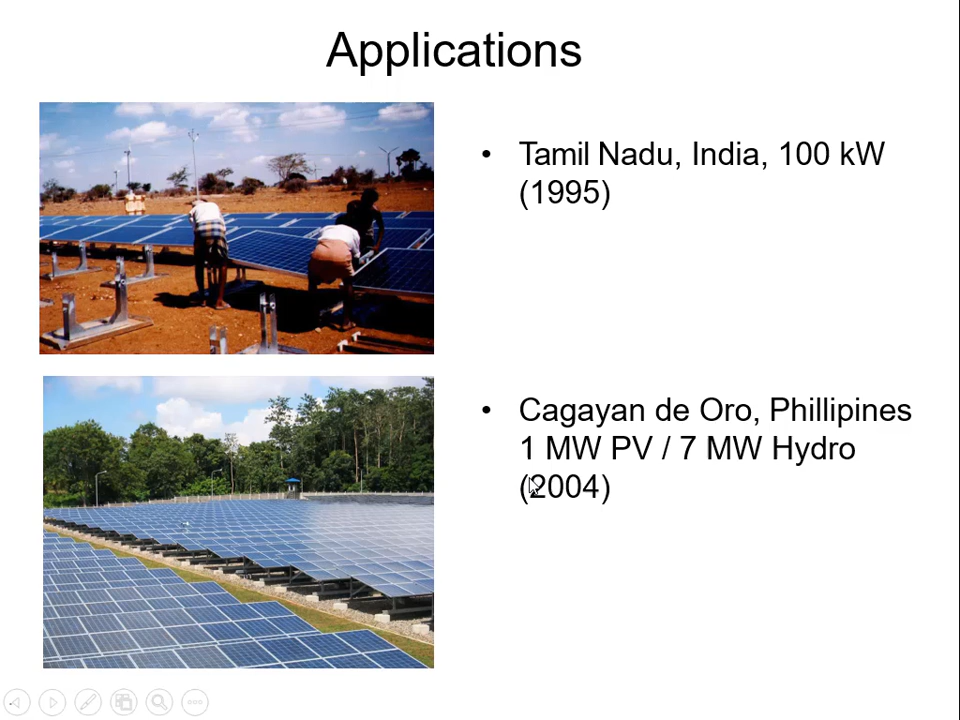 Applications
• Tamil Nadu, India, 100 kW
(1995)
• Cagayan de Oro, Phillipines
1 MW PV / 7 MW Hydro
(2004)